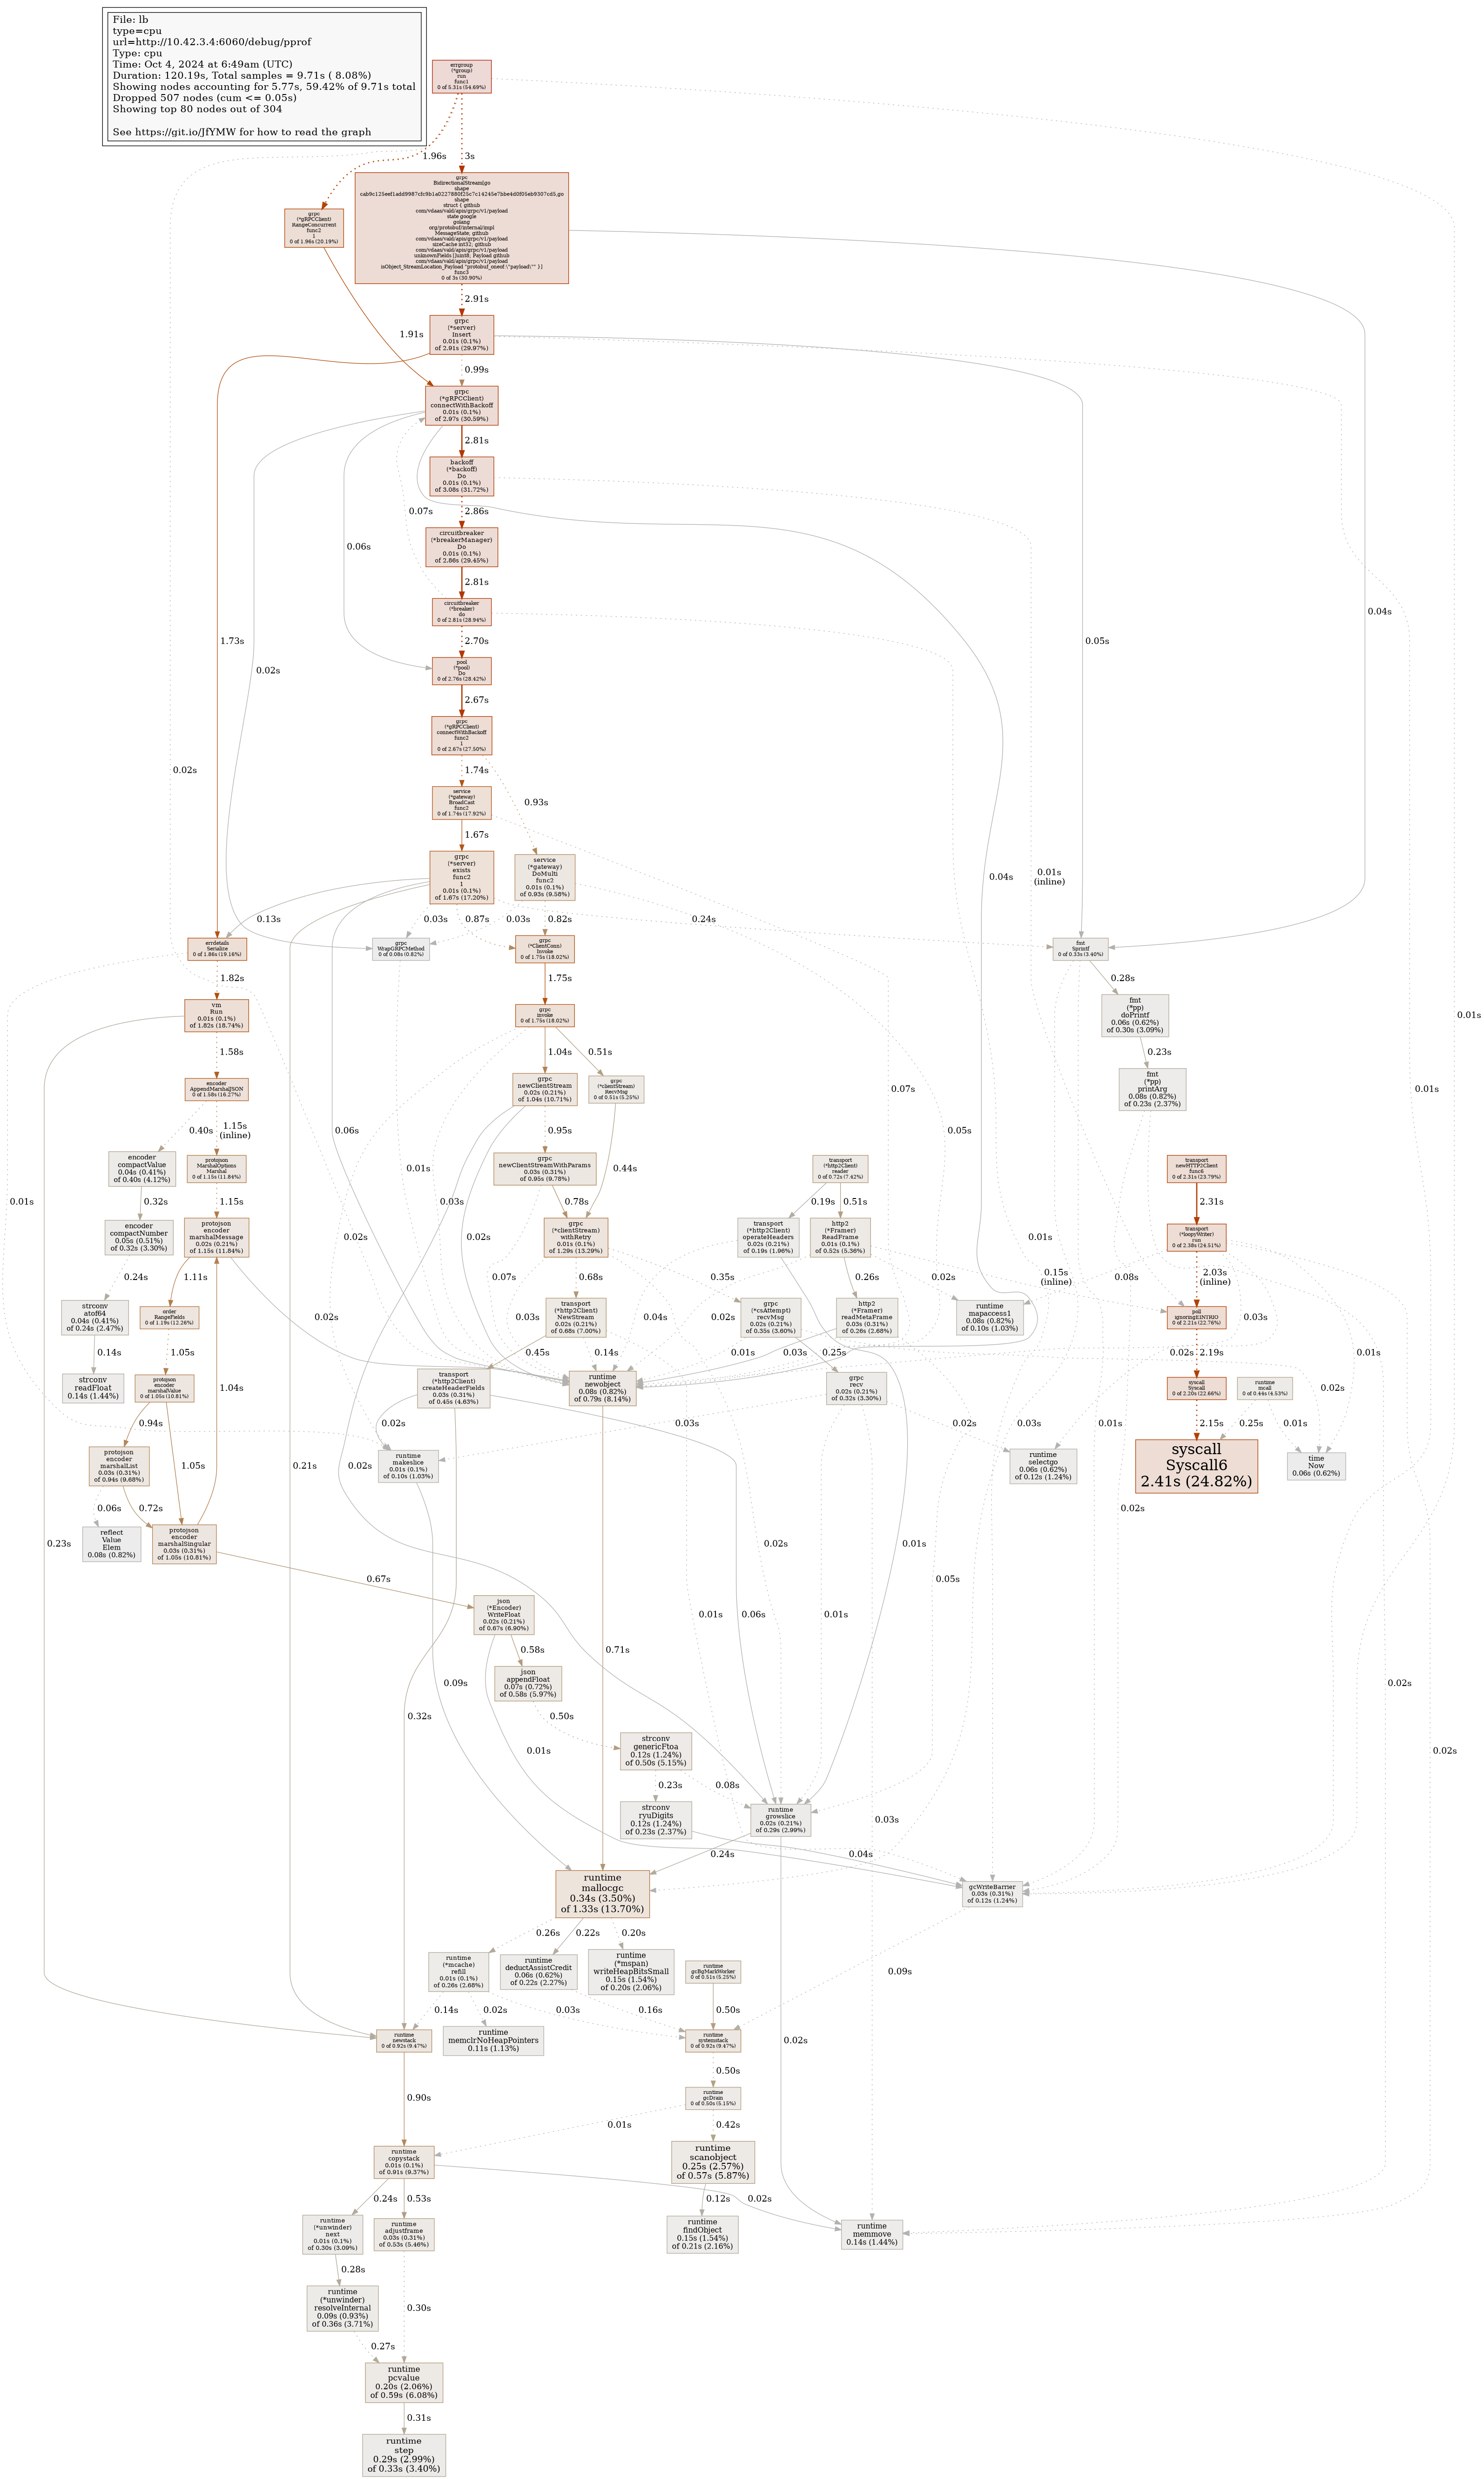 File: lb
type=cpu
url=http://10.42.3.4:6060/debug/pprof
Type: cpu
Time: Oct 4, 2024 at 6:49am (UTC)
Duration: 120.19s, Total samples = 9.71s ( 8.08%)
Showing nodes accounting for 5.77s, 59.42% of 9.71s total
Dropped 507 nodes (cum <= 0.05s)
Showing top 80 nodes out of 304
See https://git.io/JfYMW for how to read the graph
errgroup
(*group)
run
func1
0 of 5.31s (54.69%)
1.96s
3s
grpc
(*gRPCClient)
RangeConcurrent
func2
1
0 of 1.96s (20.19%)
grpc
BidirectionalStream[go
shape
struct { github
com/vdaas/vald/apis/grpc/v1/payload
state google
golang
org/protobuf/internal/impl
MessageState; github
com/vdaas/vald/apis/grpc/v1/payload
sizeCache int32; github
com/vdaas/vald/apis/grpc/v1/payload
unknownFields []uint8; Payload github
com/vdaas/vald/apis/grpc/v1/payload
isObject_StreamLocation_Payload "protobuf_oneof:\"payload\"" }]
func3
0 of 3s (30.90%)
2.91s
grpc
(*server)
Insert
0.01s (0.1%)
of 2.91s (29.97%)
1.91s
0.99s
grpc
(*gRPCClient)
connectWithBackoff
0.01s (0.1%)
of 2.97s (30.59%)
2.81s
backoff
(*backoff)
Do
0.01s (0.1%)
of 3.08s (31.72%)
0.07s
2.86s
circuitbreaker
(*breakerManager)
Do
0.01s (0.1%)
of 2.86s (29.45%)
0.06s
2.81s
circuitbreaker
(*breaker)
do
0 of 2.81s (28.94%)
0.04s
0.05s
1.73s
0.02s
2.70s
pool
(*pool)
Do
0 of 2.76s (28.42%)
2.67s
grpc
(*gRPCClient)
connectWithBackoff
func2
1
0 of 2.67s (27.50%)
0.02s
1.74s
service
(*gateway)
BroadCast
func2
0 of 1.74s (17.92%)
0.93s
1.67s
grpc
(*server)
exists
func2
1
0.01s (0.1%)
of 1.67s (17.20%)
service
(*gateway)
DoMulti
func2
0.01s (0.1%)
of 0.93s (9.58%)
0.04s
0.01s
(inline)
0.13s
0.03s
0.87s
0.03s
0.82s
0.24s
errdetails
Serialize
0 of 1.86s (19.16%)
grpc
WrapGRPCMethod
0 of 0.08s (0.82%)
grpc
(*ClientConn)
Invoke
0 of 1.75s (18.02%)
fmt
Sprintf
0 of 0.33s (3.40%)
1.82s
1.75s
0.28s
vm
Run
0.01s (0.1%)
of 1.82s (18.74%)
grpc
invoke
0 of 1.75s (18.02%)
fmt
(*pp)
doPrintf
0.06s (0.62%)
of 0.30s (3.09%)
0.01s
1.58s
1.04s
0.51s
0.23s
encoder
AppendMarshalJSON
0 of 1.58s (16.27%)
grpc
newClientStream
0.02s (0.21%)
of 1.04s (10.71%)
grpc
(*clientStream)
RecvMsg
0 of 0.51s (5.25%)
0.07s
fmt
(*pp)
printArg
0.08s (0.82%)
of 0.23s (2.37%)
0.01s
0.40s
1.15s
(inline)
0.06s
0.95s
0.05s
encoder
compactValue
0.04s (0.41%)
of 0.40s (4.12%)
protojson
MarshalOptions
Marshal
0 of 1.15s (11.84%)
0.01s
grpc
newClientStreamWithParams
0.03s (0.31%)
of 0.95s (9.78%)
0.44s
transport
(*http2Client)
reader
0 of 0.72s (7.42%)
transport
newHTTP2Client
func6
0 of 2.31s (23.79%)
0.01s
0.32s
1.15s
0.03s
0.78s
0.19s
0.51s
2.31s
encoder
compactNumber
0.05s (0.51%)
of 0.32s (3.30%)
protojson
encoder
marshalMessage
0.02s (0.21%)
of 1.15s (11.84%)
grpc
(*clientStream)
withRetry
0.01s (0.1%)
of 1.29s (13.29%)
transport
(*http2Client)
operateHeaders
0.02s (0.21%)
of 0.19s (1.96%)
http2
(*Framer)
ReadFrame
0.01s (0.1%)
of 0.52s (5.36%)
transport
(*loopyWriter)
run
0 of 2.38s (24.51%)
0.02s
0.01s
0.24s
1.11s
0.07s
0.68s
0.35s
0.26s
0.02s
0.15s
(inline)
0.08s
2.03s
(inline)
strconv
atof64
0.04s (0.41%)
of 0.24s (2.47%)
order
RangeFields
0 of 1.19s (12.26%)
0.02s
0.02s
0.03s
transport
(*http2Client)
NewStream
0.02s (0.21%)
of 0.68s (7.00%)
0.04s
0.02s
grpc
(*csAttempt)
recvMsg
0.02s (0.21%)
of 0.35s (3.60%)
http2
(*Framer)
readMetaFrame
0.03s (0.31%)
of 0.26s (2.68%)
runtime
mapaccess1
0.08s (0.82%)
of 0.10s (1.03%)
poll
ignoringEINTRIO
0 of 2.21s (22.76%)
0.03s
0.14s
1.05s
0.45s
0.14s
0.01s
0.25s
0.03s
0.02s
2.19s
0.01s
strconv
readFloat
0.14s (1.44%)
protojson
encoder
marshalValue
0 of 1.05s (10.81%)
1.04s
transport
(*http2Client)
createHeaderFields
0.03s (0.31%)
of 0.45s (4.63%)
runtime
newobject
0.08s (0.82%)
of 0.79s (8.14%)
grpc
recv
0.02s (0.21%)
of 0.32s (3.30%)
syscall
Syscall
0 of 2.20s (22.66%)
runtime
mcall
0 of 0.44s (4.53%)
0.02s
0.94s
0.02s
0.03s
0.02s
0.03s
0.01s
2.15s
0.25s
0.01s
protojson
encoder
marshalList
0.03s (0.31%)
of 0.94s (9.68%)
1.05s
0.21s
0.02s
runtime
makeslice
0.01s (0.1%)
of 0.10s (1.03%)
0.01s
runtime
selectgo
0.06s (0.62%)
of 0.12s (1.24%)
syscall
Syscall6
2.41s (24.82%)
time
Now
0.06s (0.62%)
0.06s
0.72s
0.02s
0.02s
0.23s
reflect
Value
Elem
0.08s (0.82%)
protojson
encoder
marshalSingular
0.03s (0.31%)
of 1.05s (10.81%)
0.67s
0.05s
json
(*Encoder)
WriteFloat
0.02s (0.21%)
of 0.67s (6.90%)
0.01s
0.06s
0.01s
0.58s
0.71s
json
appendFloat
0.07s (0.72%)
of 0.58s (5.97%)
0.09s
0.02s
0.32s
0.50s
strconv
genericFtoa
0.12s (1.24%)
of 0.50s (5.15%)
0.01s
0.02s
0.23s
0.08s
strconv
ryuDigits
0.12s (1.24%)
of 0.23s (2.37%)
runtime
growslice
0.02s (0.21%)
of 0.29s (2.99%)
0.03s
0.04s
0.24s
runtime
mallocgc
0.34s (3.50%)
of 1.33s (13.70%)
gcWriteBarrier
0.03s (0.31%)
of 0.12s (1.24%)
0.26s
0.22s
0.20s
runtime
(*mcache)
refill
0.01s (0.1%)
of 0.26s (2.68%)
runtime
deductAssistCredit
0.06s (0.62%)
of 0.22s (2.27%)
runtime
(*mspan)
writeHeapBitsSmall
0.15s (1.54%)
of 0.20s (2.06%)
runtime
gcBgMarkWorker
0 of 0.51s (5.25%)
0.09s
0.14s
0.02s
0.03s
0.16s
0.50s
runtime
newstack
0 of 0.92s (9.47%)
runtime
memclrNoHeapPointers
0.11s (1.13%)
runtime
systemstack
0 of 0.92s (9.47%)
0.02s
0.90s
0.50s
runtime
gcDrain
0 of 0.50s (5.15%)
0.01s
0.42s
runtime
copystack
0.01s (0.1%)
of 0.91s (9.37%)
runtime
scanobject
0.25s (2.57%)
of 0.57s (5.87%)
0.24s
0.53s
0.02s
0.12s
runtime
(*unwinder)
next
0.01s (0.1%)
of 0.30s (3.09%)
runtime
adjustframe
0.03s (0.31%)
of 0.53s (5.46%)
runtime
findObject
0.15s (1.54%)
of 0.21s (2.16%)
runtime
memmove
0.14s (1.44%)
0.28s
runtime
(*unwinder)
resolveInternal
0.09s (0.93%)
of 0.36s (3.71%)
0.30s
0.27s
runtime
pcvalue
0.20s (2.06%)
of 0.59s (6.08%)
0.31s
runtime
step
0.29s (2.99%)
of 0.33s (3.40%)